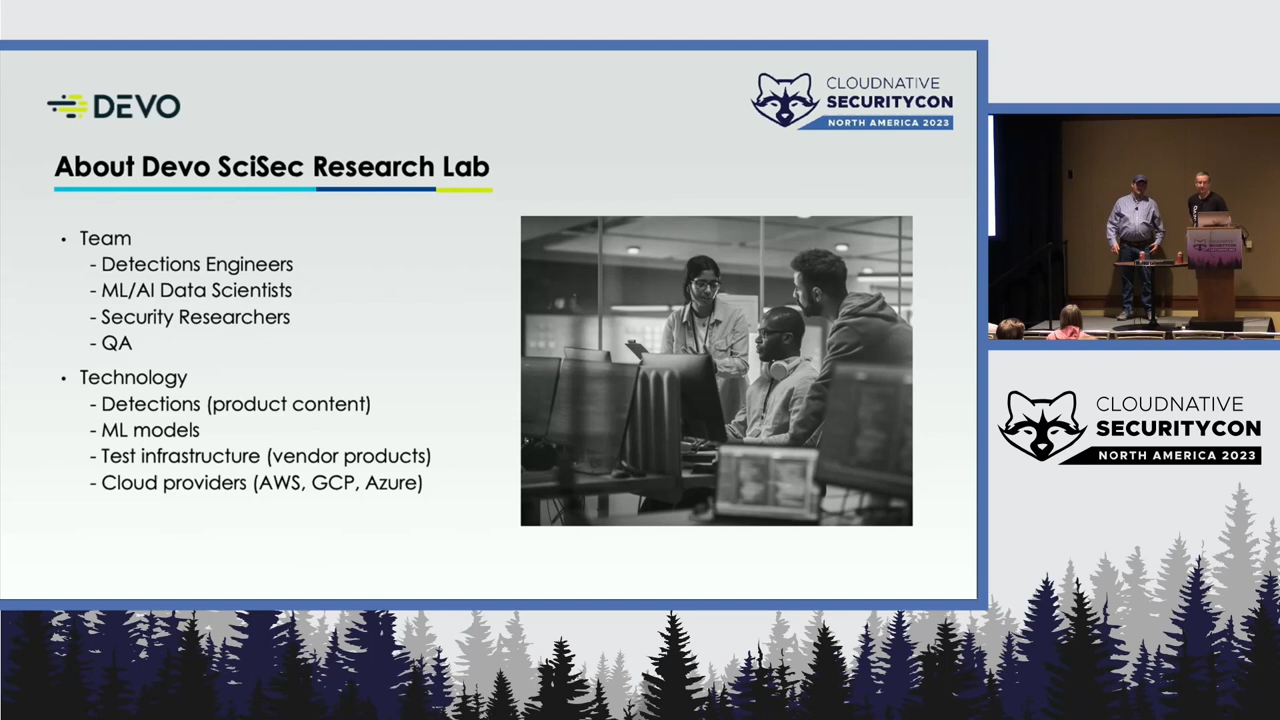 DEVO
CLOUDNATIVE
SECURITYCON
NORTH AMERICA 2023
About Devo SciSec Research Lab
• Team
- Detections Engineers
- ML/AI Data Scientists
- Security Researchers
- QA
• Technology
- Detections (product content)
- ML models
- Test infrastructure (vendor products)
- Cloud providers (AWS, GCP, Azure)
CLOUDNATIVE
SECURITYCON
CLOUDNATIVE
SECURITYCON
NORTH AMERICA 2023